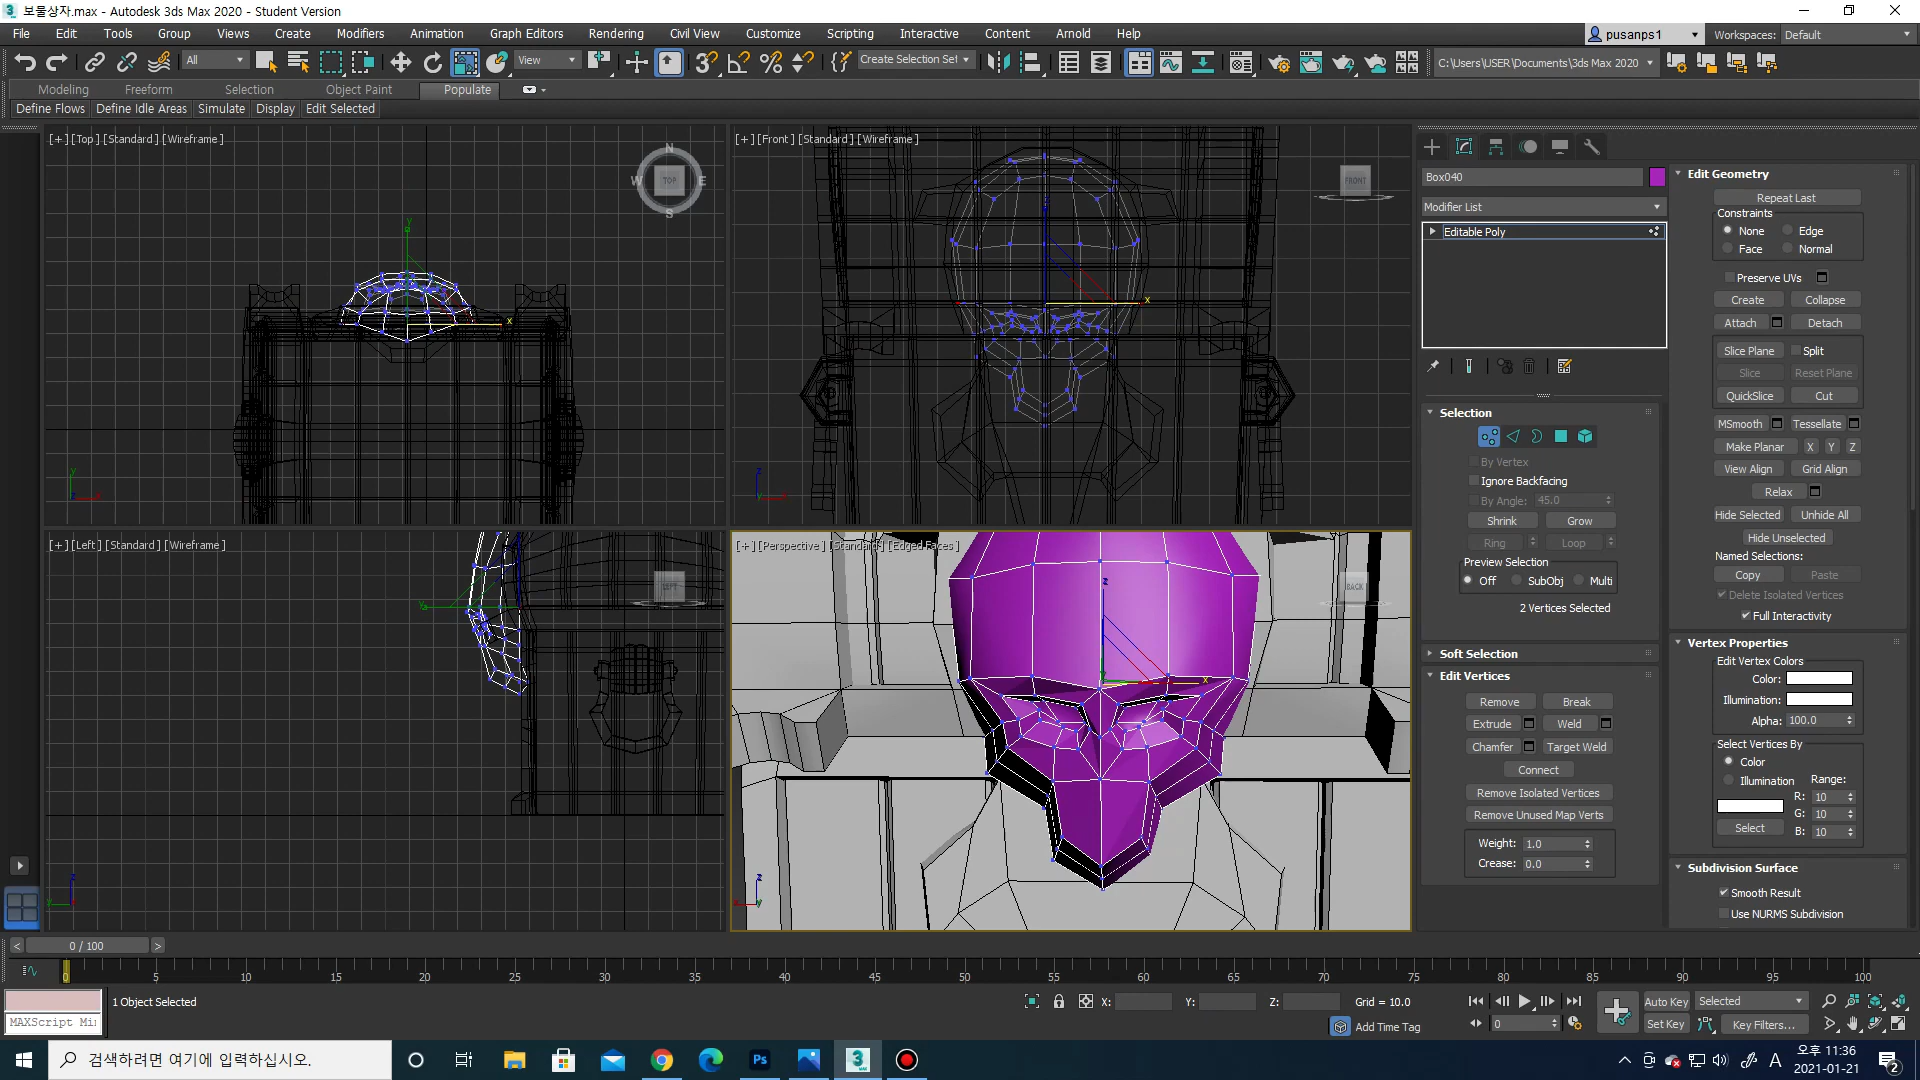 보물상자.max - Autodesk 3ds Max 2020 - Student Version
File Edit Tools Group Views Create Modifiers Animation Graph Editors Rendering Civil View Customize Scripting Interactive Content Arnold Help
pusanps1 Workspaces: Default
All View Create Selection Set C:\Users\USER\Documents\3ds Max 2020
Modeling Freeform Selection Object Paint Populate
Define Flows Define Idle Areas Simulate Display Edit Selected
[+] [Top] [Standard] [Wireframe]
N
W TOP E
S
y
x
y
[+] [Front] [Standard] [Wireframe]
FRONT
x
z
[+] [Left] [Standard] [Wireframe]
LEFT
z
y
[+] [Perspective] [Standard] [Edged Faces]
BACK
z
x
z
x
y
Box040
Modifier List
Editable Poly
Selection
By Vertex
Ignore Backfacing
By Angle: 45.0
Shrink Grow
Ring Loop
Preview Selection
Off SubObj Multi
2 Vertices Selected
Soft Selection
Edit Vertices
Remove Break
Extrude Weld
Chamfer Target Weld
Connect
Remove Isolated Vertices
Remove Unused Map Verts
Weight: 1.0
Crease: 0.0
Edit Geometry
Repeat Last
Constraints
None Edge
Face Normal
Preserve UVs
Create Collapse
Attach Detach
Slice Plane Split
Slice Reset Plane
QuickSlice Cut
MSmooth Tessellate
Make Planar X Y Z
View Align Grid Align
Relax
Hide Selected Unhide All
Hide Unselected
Named Selections:
Copy Paste
Delete Isolated Vertices
Full Interactivity
Vertex Properties
Edit Vertex Colors
Color:
Illumination:
Alpha: 100.0
Select Vertices By
Color
Illumination Range:
R: 10
G: 10
Select B: 10
Subdivision Surface
Smooth Result
Use NURMS Subdivision
< 0 / 100 >
0 5 10 15 20 25 30 35 40 45 50 55 60 65 70 75 80 85 90 95 100
1 Object Selected X: Y: Z: Grid = 10.0 Auto Key Selected
MAXScript Mi Add Time Tag 0 Set Key Key Filters...
검색하려면 여기에 입력하십시오. Ps 3 MAX A 오후 11:36
2021-01-21 2